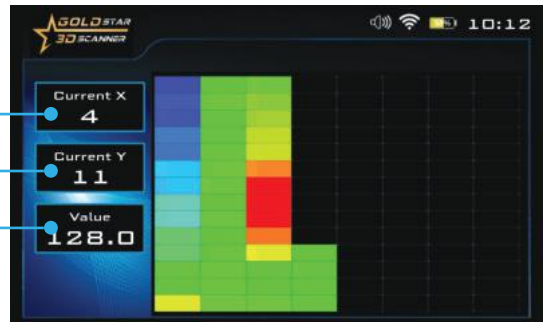 GOLDSTAR
3D SCANNER
10:12
Current X
4
Current Y
11
Value
128.0